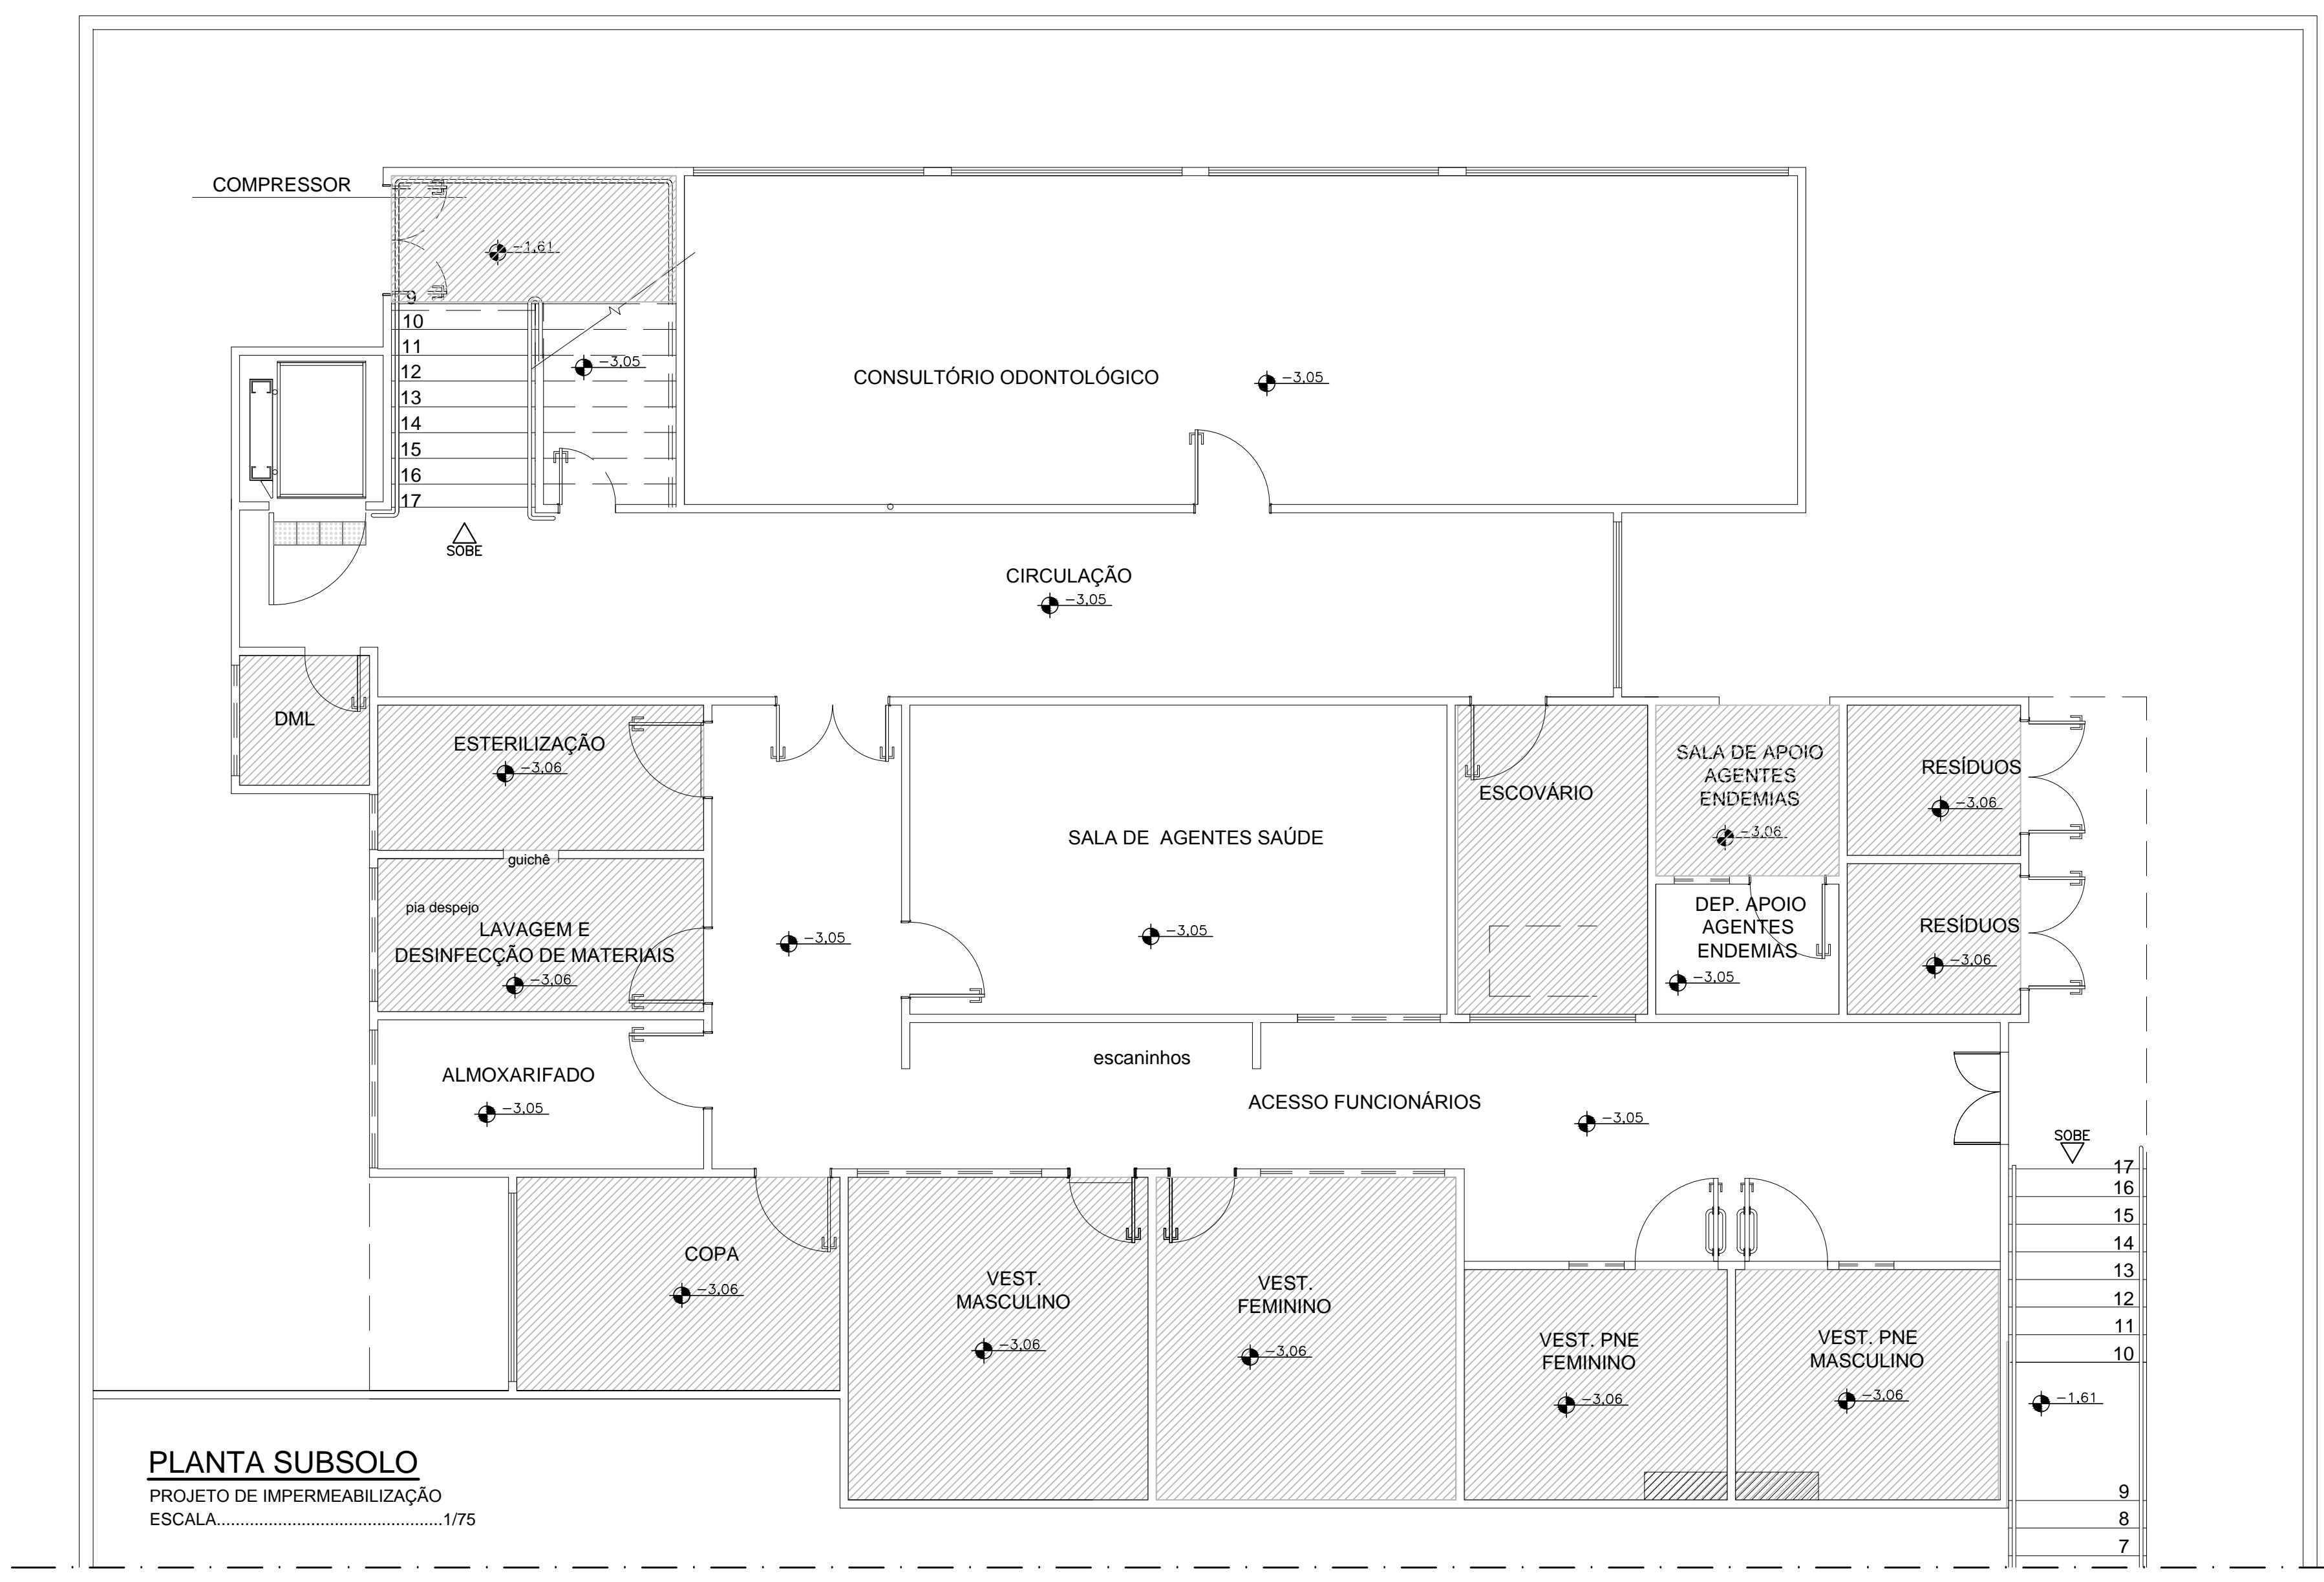 COMPRESSOR
-1,61
9
10
11
12
13
14
15
16
17
-3,05
SOBE
CONSULTÓRIO ODONTOLÓGICO
-3,05
CIRCULAÇÃO
-3,05
DML
ESTERILIZAÇÃO
-3,06
guichê
pia despejo
LAVAGEM E
DESINFECÇÃO DE MATERIAIS
-3,06
ALMOXARIFADO
-3,05
-3,05
SALA DE AGENTES SAÚDE
-3,05
ESCOVÁRIO
SALA DE APOIO
AGENTES
ENDEMIAS
-3,06
DEP. APOIO
AGENTES
ENDEMIAS
-3,05
RESÍDUOS
-3,06
RESÍDUOS
-3,06
escaninhos
ACESSO FUNCIONÁRIOS
-3,05
SOBE
17
16
15
14
13
12
11
10
-1,61
9
8
7
COPA
-3,06
VEST.
MASCULINO
-3,06
VEST.
FEMININO
-3,06
VEST. PNE
FEMININO
-3,06
VEST. PNE
MASCULINO
-3,06
PLANTA SUBSOLO
PROJETO DE IMPERMEABILIZAÇÃO
ESCALA................................................1/75